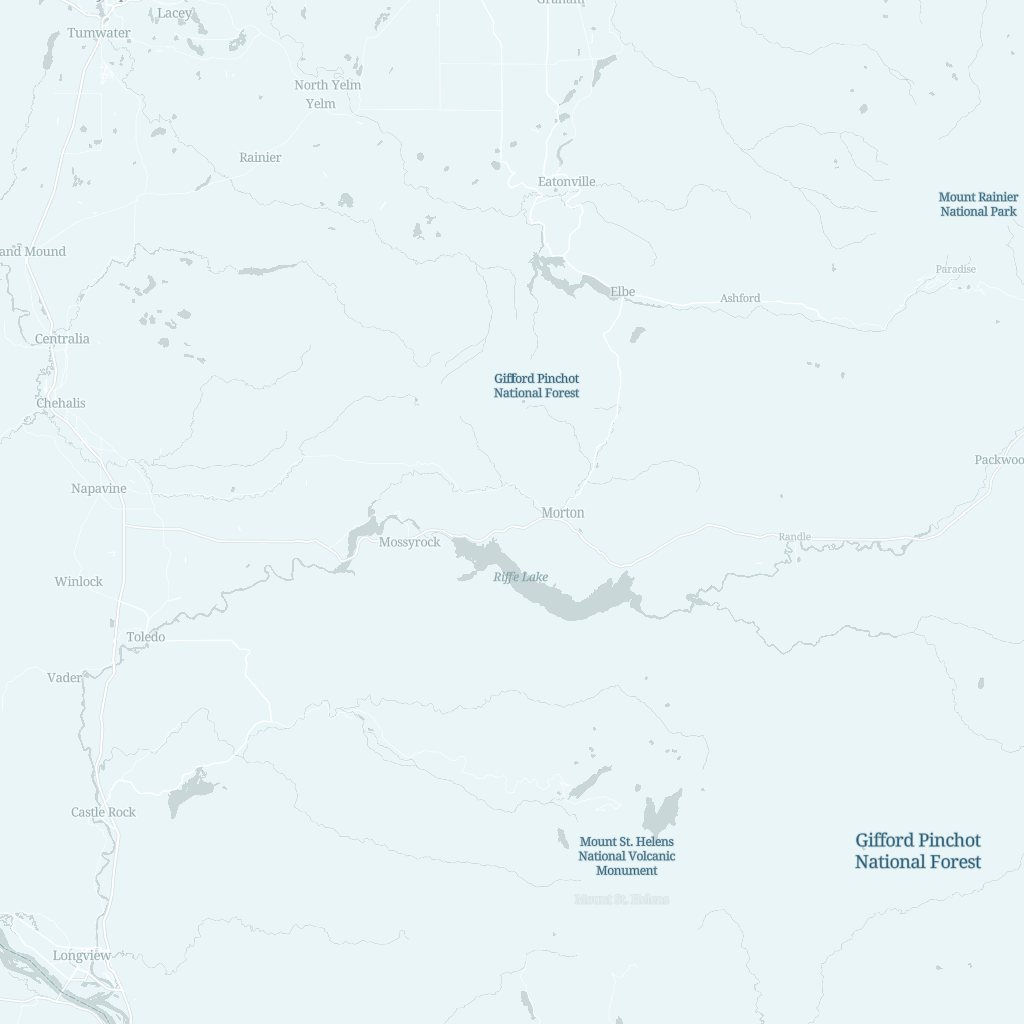 Graham
Lacey
Tumwater
North Yelm
Yelm
Rainier
Eatonville
Mount Rainier
National Park
and Mound
Paradise
Elbe
Ashford
Centralia
Gifford Pinchot
National Forest
Chehalis
Packwoo
Napavine
Morton
Randle
Mossyrock
Riffe Lake
Winlock
Toledo
Vader
Castle Rock
Mount St. Helens
National Volcanic
Monument
Gifford Pinchot
National Forest
Mount St. Helens
Longview